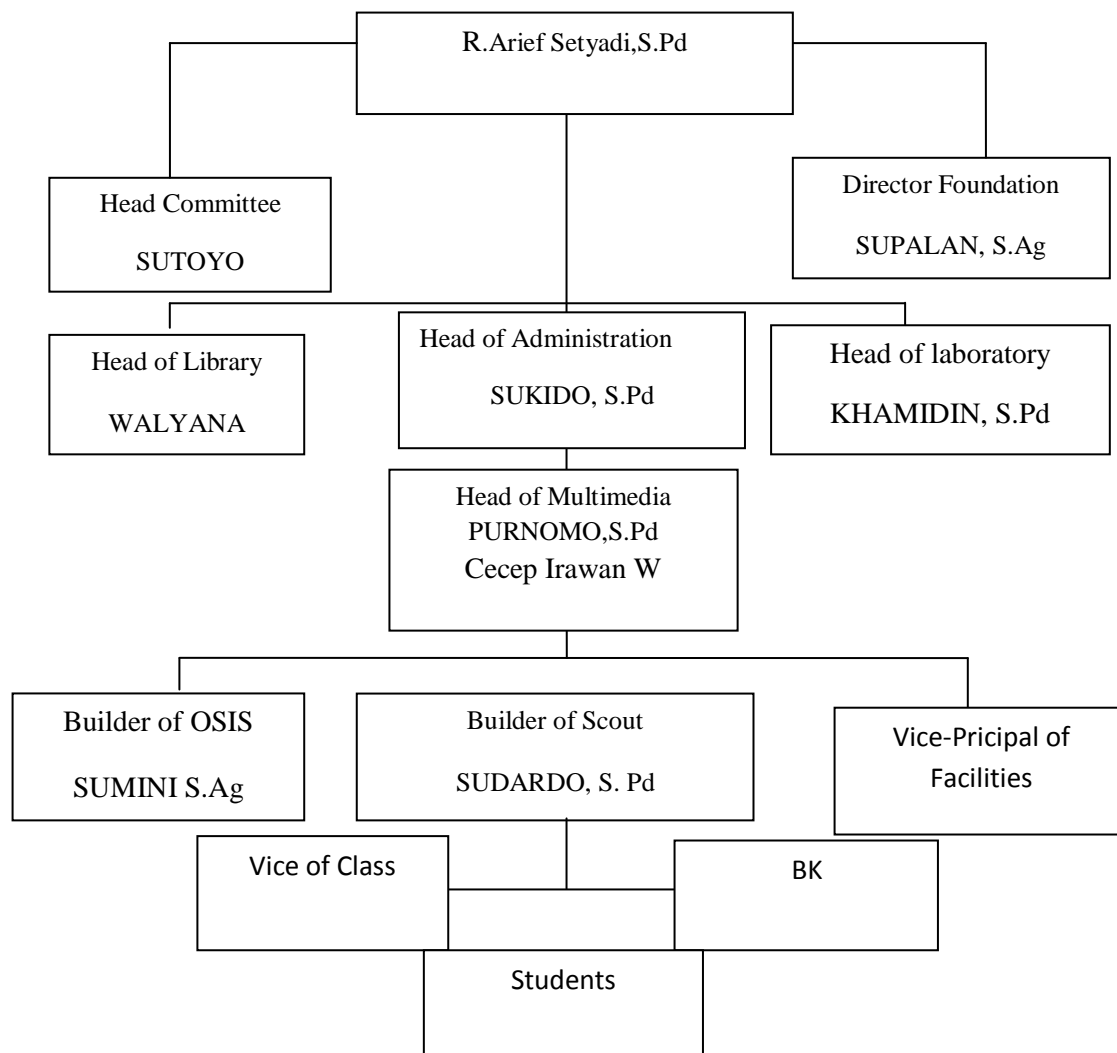 R.Arief Setyadi,S.Pd
Head Committee
SUTOYO
Director Foundation
SUPALAN, S.Ag
Head of Library
WALYANA
Head of Administration
SUKIDO, S.Pd
Head of laboratory
KHAMIDIN, S.Pd
Head of Multimedia
PURNOMO,S.Pd
Cecep Irawan W
Builder of OSIS
SUMINI S.Ag
Builder of Scout
SUDARDO, S. Pd
Vice-Pricipal of
Facilities
Vice of Class
BK
Students